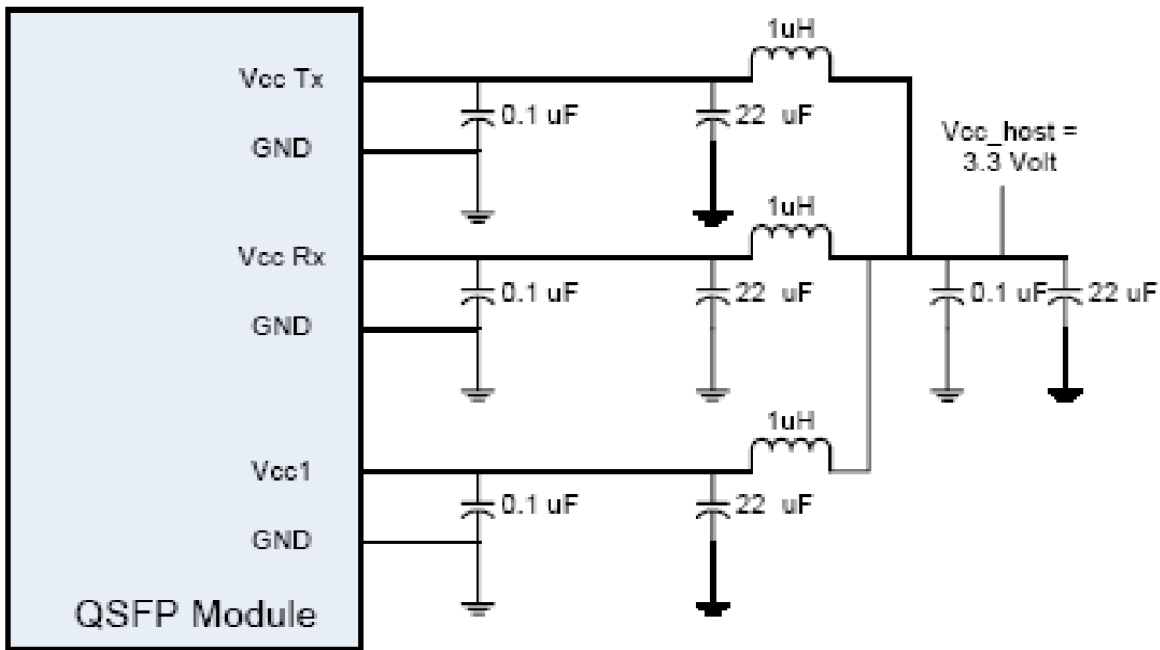 1uH
Vcc Tx
0.1 uF
22 uF
GND
Vcc_host =
3.3 Volt
1uH
Vcc Rx
0.1 uF
22 uF
0.1 uF
22 uF
GND
1uH
Vcc1
0.1 uF
22 uF
GND
QSFP Module